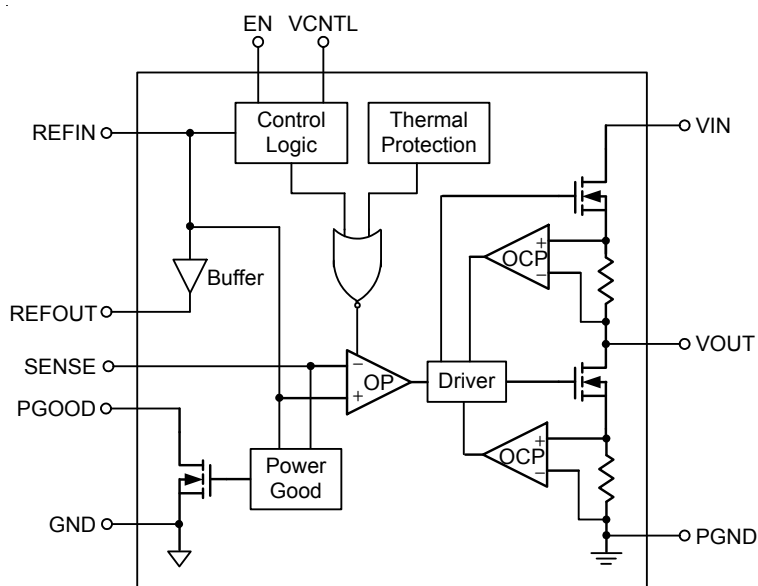 EN VCNTL
REFIN
Control
Logic
Thermal
Protection
VIN
+
OCP
−
Buffer
REFOUT
VOUT
SENSE
−
OP
+
Driver
PGOOD
+
OCP
−
Power
Good
GND
PGND